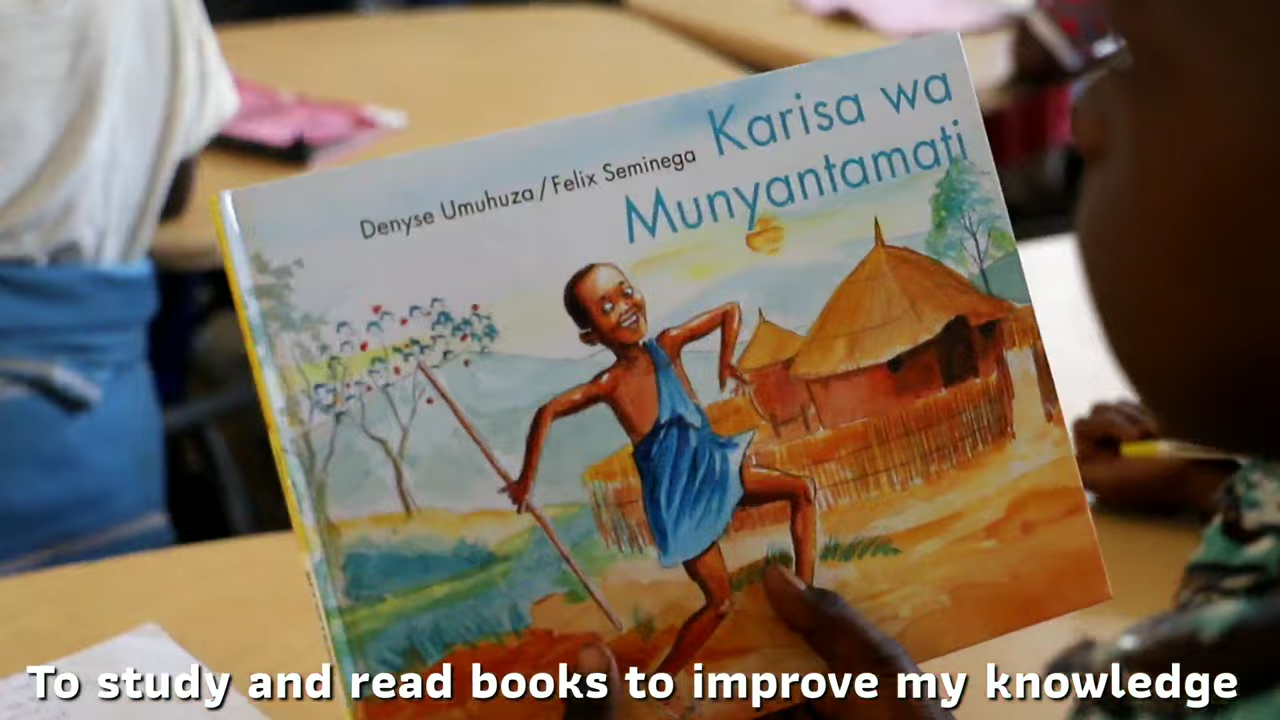 Karisa wa
Denyse Umuhuza / Felix Seminega
Munyantamati
To study and read books to improve my knowledge